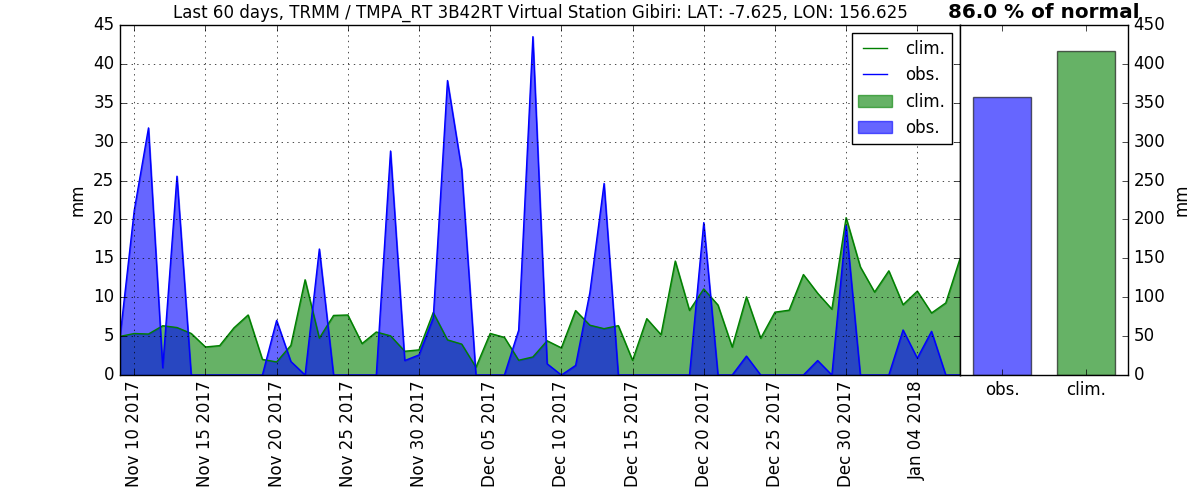 Last 60 days, TRMM / TMPA_RT 3B42RT Virtual Station Gibiri: LAT: -7.625, LON: 156.625
86.0 % of normal
45
40
35
30
25
20
15
10
5
0
mm
Nov 10 2017
Nov 15 2017
Nov 20 2017
Nov 25 2017
Nov 30 2017
Dec 05 2017
Dec 10 2017
Dec 15 2017
Dec 20 2017
Dec 25 2017
Dec 30 2017
Jan 04 2018
clim.
obs.
clim.
obs.
450
400
350
300
250
200
150
100
50
0
mm
obs.
clim.